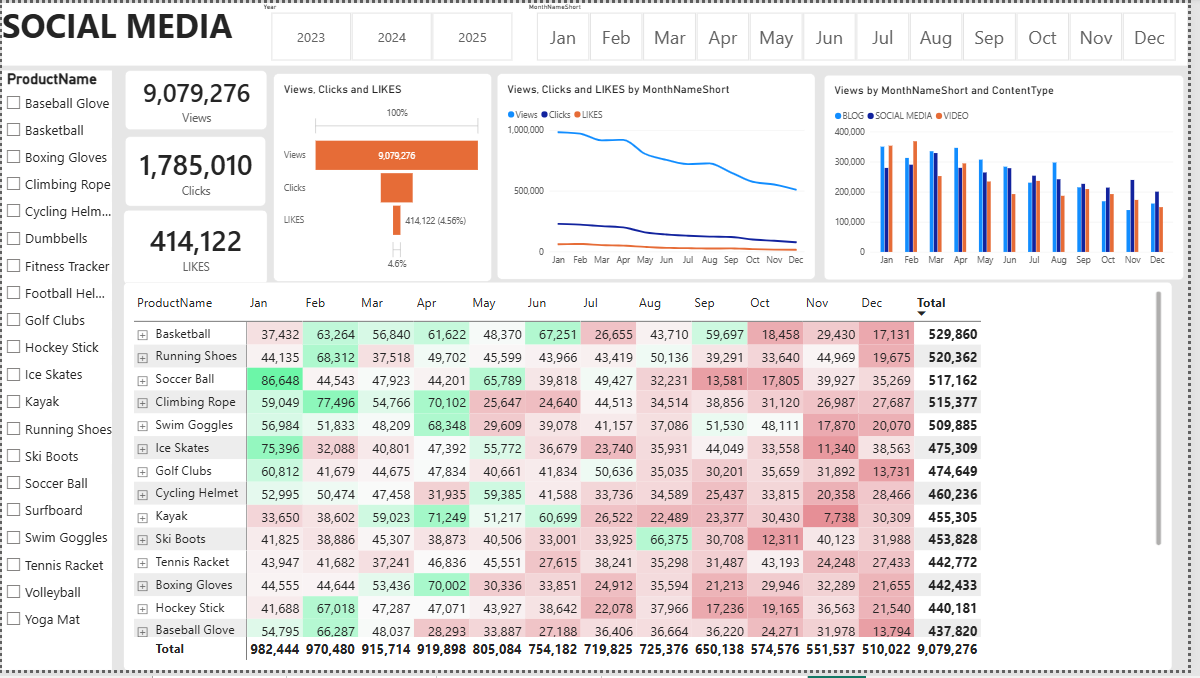 SOCIAL MEDIA
Year
2023 2024 2025
MonthNameShort
Jan Feb Mar Apr May Jun Jul Aug Sep Oct Nov Dec
ProductName
Baseball Glove
Basketball
Boxing Gloves
Climbing Rope
Cycling Helm...
Dumbbells
Fitness Tracker
Football Hel...
Golf Clubs
Hockey Stick
Ice Skates
Kayak
Running Shoes
Ski Boots
Soccer Ball
Surfboard
Swim Goggles
Tennis Racket
Volleyball
Yoga Mat
9,079,276
Views
1,785,010
Clicks
414,122
LIKES
Views, Clicks and LIKES
100%
Views 9,079,276
Clicks
LIKES 414,122 (4.56%)
4.6%
Views, Clicks and LIKES by MonthNameShort
Views Clicks LIKES
1,000,000
500,000
0
Jan Feb Mar Apr May Jun Jul Aug Sep Oct Nov Dec
Views by MonthNameShort and ContentType
BLOG SOCIAL MEDIA VIDEO
400,000
300,000
200,000
100,000
0
Jan Feb Mar Apr May Jun Jul Aug Sep Oct Nov Dec
ProductName Jan Feb Mar Apr May Jun Jul Aug Sep Oct Nov Dec Total
Basketball 37,432 63,264 56,840 61,622 48,370 67,251 26,655 43,710 59,697 18,458 29,430 17,131 529,860
Running Shoes 44,135 68,312 37,518 49,702 45,599 43,966 43,419 50,136 39,291 33,640 44,969 19,675 520,362
Soccer Ball 86,648 44,543 47,923 44,201 65,789 39,818 49,427 32,231 13,581 17,805 39,927 35,269 517,162
Climbing Rope 59,049 77,496 54,766 70,102 25,647 24,640 44,513 34,514 38,856 31,120 26,987 27,687 515,377
Swim Goggles 56,984 51,833 48,209 68,348 29,609 39,078 41,157 37,086 51,530 48,111 17,870 20,070 509,885
Ice Skates 75,396 32,088 40,801 47,392 55,772 36,679 23,740 35,931 44,049 33,558 11,340 38,563 475,309
Golf Clubs 60,812 41,679 44,675 47,834 40,661 41,834 50,636 35,035 30,201 35,659 31,892 13,731 474,649
Cycling Helmet 52,995 50,474 47,458 31,935 59,385 41,588 33,736 34,589 25,437 33,815 20,358 28,466 460,236
Kayak 33,650 38,602 59,023 71,249 51,217 60,699 26,522 22,489 23,377 30,430 7,738 30,309 455,305
Ski Boots 41,825 38,886 45,307 38,873 40,506 33,001 33,925 66,375 30,708 12,311 40,123 31,988 453,828
Tennis Racket 43,947 41,682 37,241 46,836 45,551 27,615 38,241 35,298 31,487 43,193 24,248 27,433 442,772
Boxing Gloves 44,555 44,644 53,436 70,002 30,336 33,851 24,912 35,594 21,213 29,946 32,289 21,655 442,433
Hockey Stick 41,688 67,018 47,287 47,071 43,927 38,642 22,078 37,966 17,236 19,165 36,563 21,540 440,181
Baseball Glove 54,795 66,287 48,037 28,293 33,887 27,188 36,406 36,664 36,220 24,271 31,978 13,794 437,820
Total 982,444 970,480 915,714 919,898 805,084 754,182 719,825 725,376 650,138 574,576 551,537 510,022 9,079,276